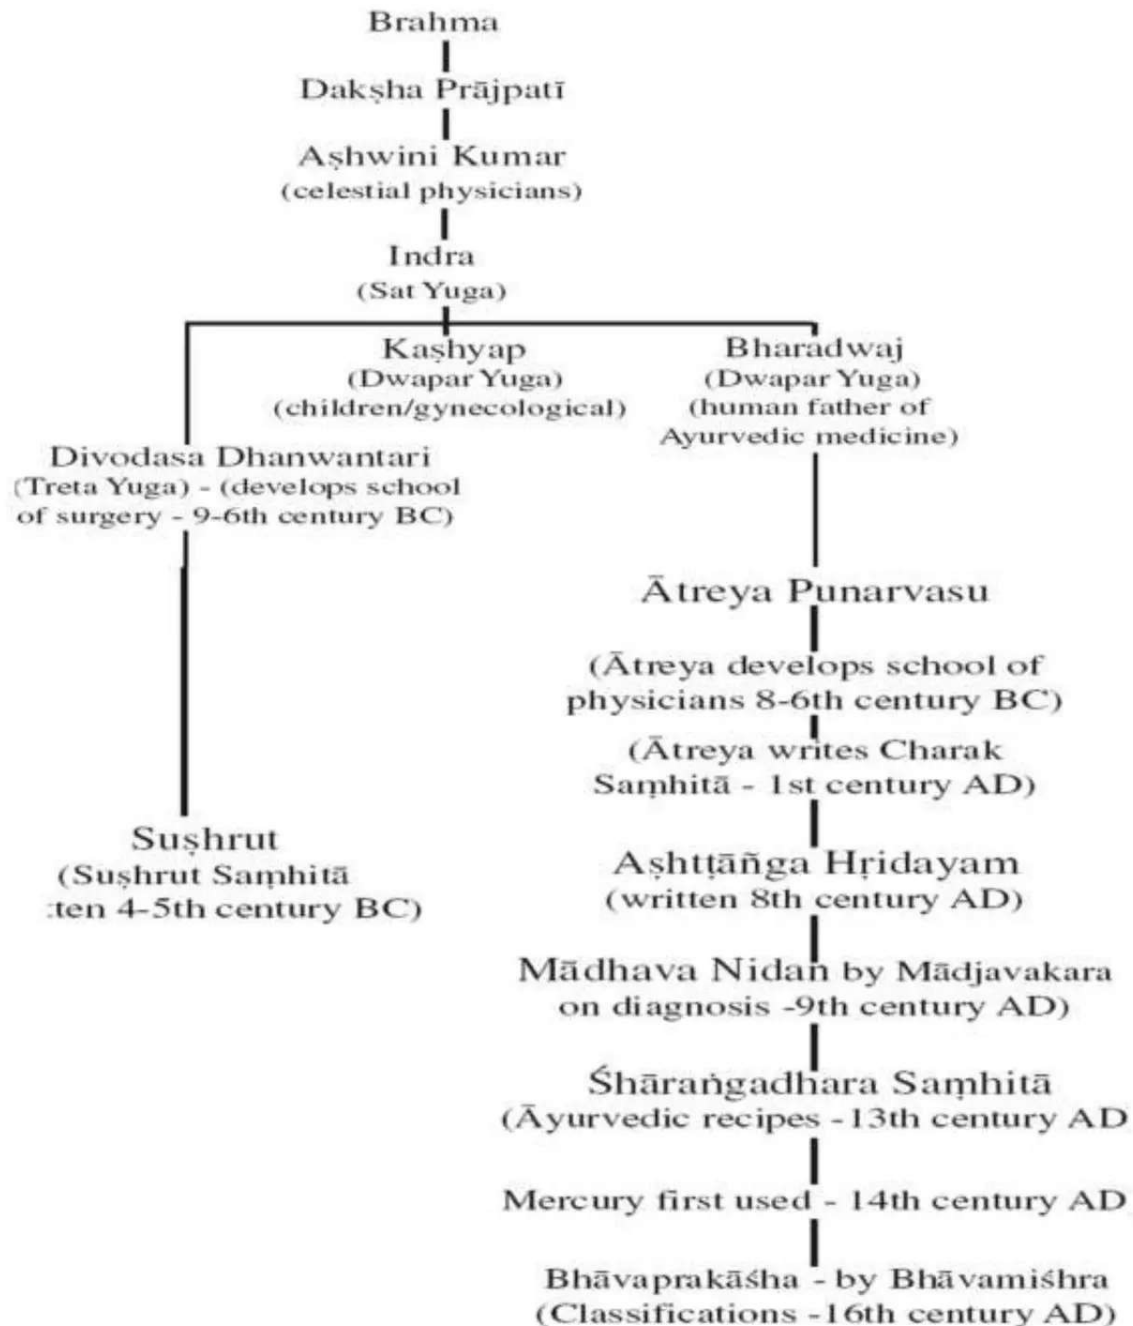 Brahma
Dakṣha Prājpatī
Aṣhwini Kumar
(celestial physicians)
Indra
(Sat Yuga)
Kaṣhyap
(Dwapar Yuga)
(children/gynecological)
Bharadwaj
(Dwapar Yuga)
(human father of
Ayurvedic medicine)
Divodasa Dhanwantari
(Treta Yuga) - (develops school
of surgery - 9-6th century BC)
Ātreya Punarvasu
(Ātreya develops school of
physicians 8-6th century BC)
(Ātreya writes Charak
Saṃhitā - 1st century AD)
Suṣhrut
(Suṣhrut Saṃhitā
:ten 4-5th century BC)
Aṣhtṭāñga Hṛidayam
(written 8th century AD)
Mādhava Nidan by Mādjavakara
on diagnosis -9th century AD)
Śhāraṅgadhara Saṃhitā
(Āyurvedic recipes -13th century AD
Mercury first used - 14th century AD
Bhāvaprakāśha - by Bhāvamiśhra
(Classifications -16th century AD)